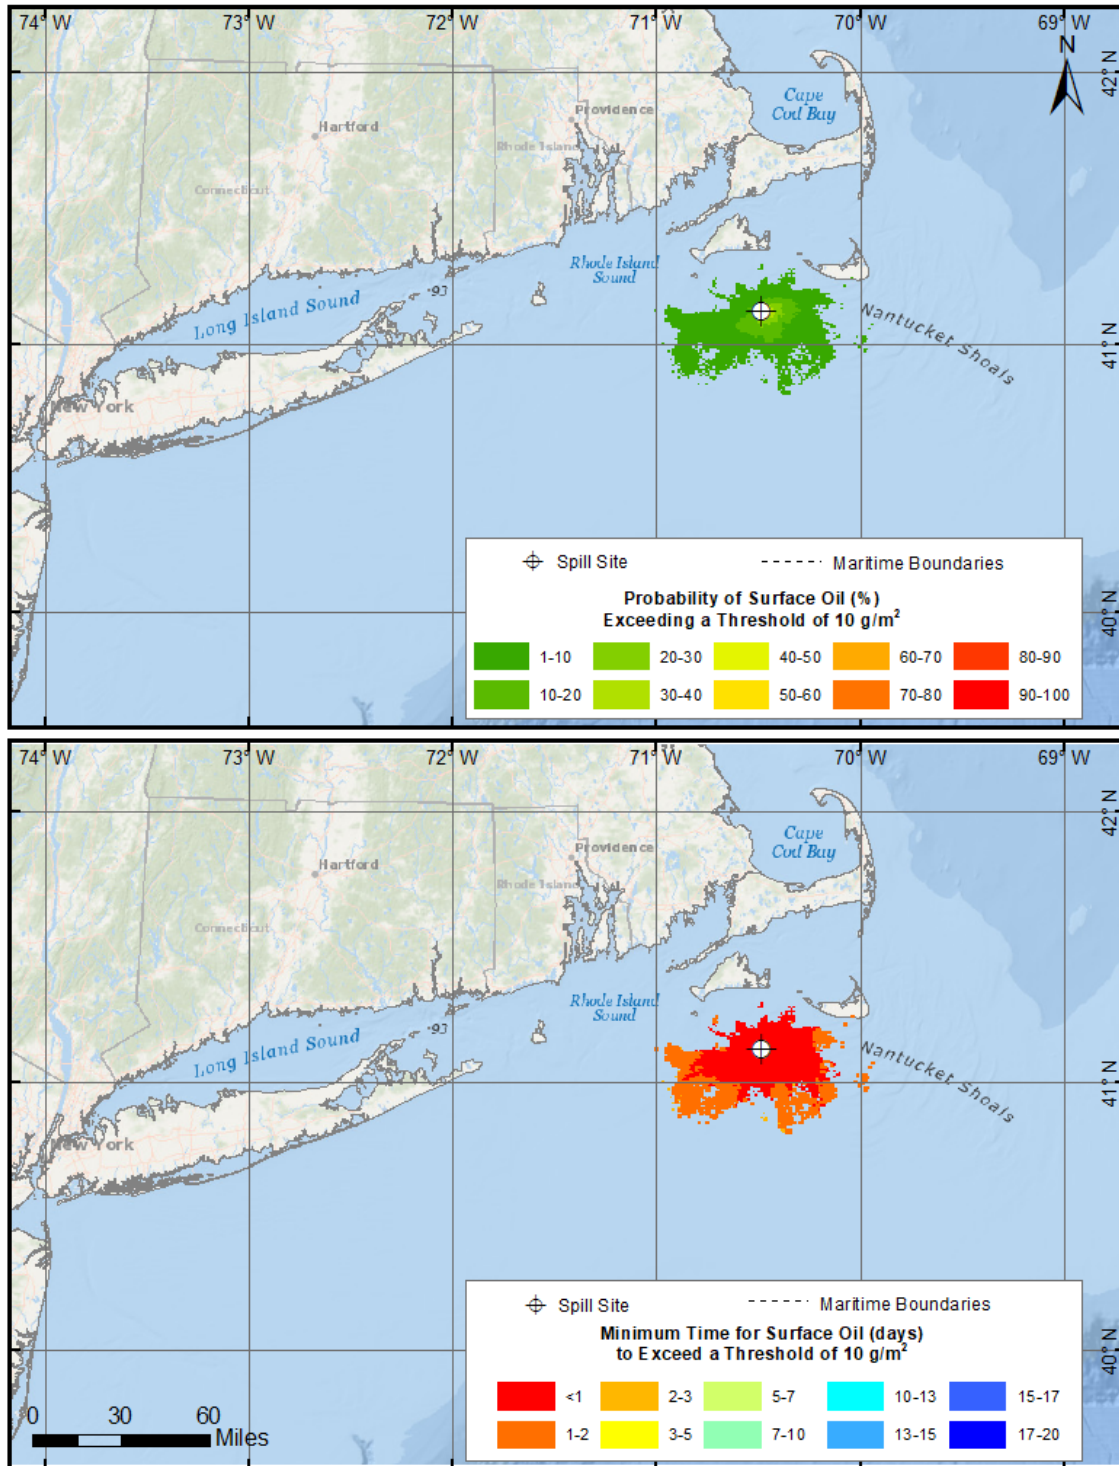 74° W 73° W 72° W 71° W 70° W 69° W
N
42° N
Cape
Cod Bay
Providence
Hartford
Rhode Island
Connecticut
Rhode Island
Sound
93
Long Island Sound
Nantucket Shoals
41° N
New York
Spill Site
Maritime Boundaries
Probability of Surface Oil (%)
Exceeding a Threshold of 10 g/m²
1-10 20-30 40-50 60-70 80-90
10-20 30-40 50-60 70-80 90-100
40° N
74° W 73° W 72° W 71° W 70° W 69° W
42° N
Cape
Cod Bay
Providence
Hartford
Rhode Island
Connecticut
Rhode Island
Sound
93
Long Island Sound
Nantucket Shoals
41° N
New York
Spill Site
Maritime Boundaries
Minimum Time for Surface Oil (days)
to Exceed a Threshold of 10 g/m²
<1 2-3 5-7 10-13 15-17
1-2 3-5 7-10 13-15 17-20
40° N
0 30 60
Miles